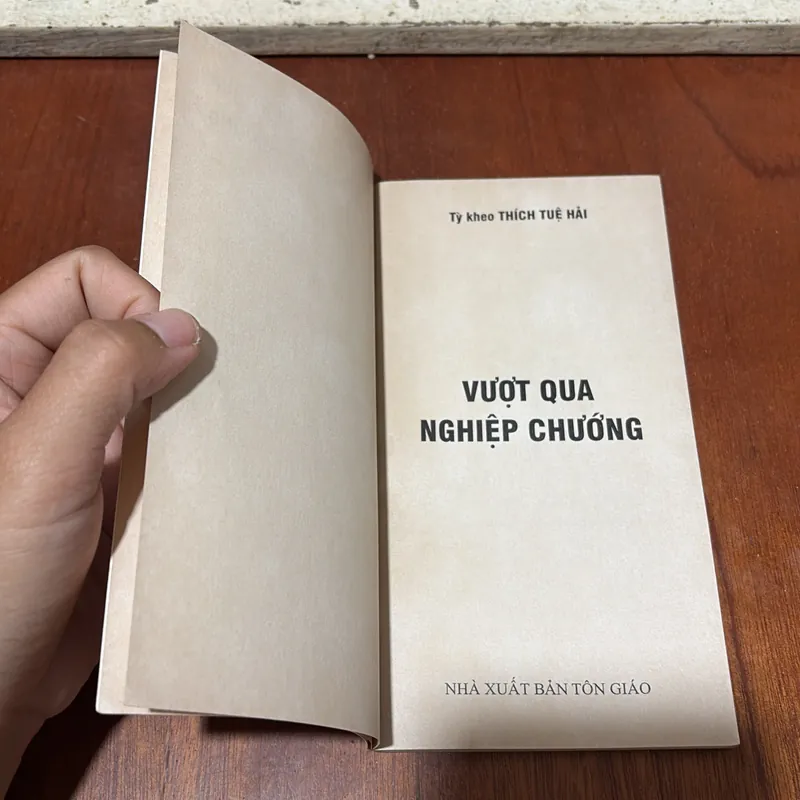 Tỳ kheo THÍCH TUỆ HẢI
VƯỢT QUA
NGHIỆP CHƯỚNG
NHÀ XUẤT BẢN TÔN GIÁO